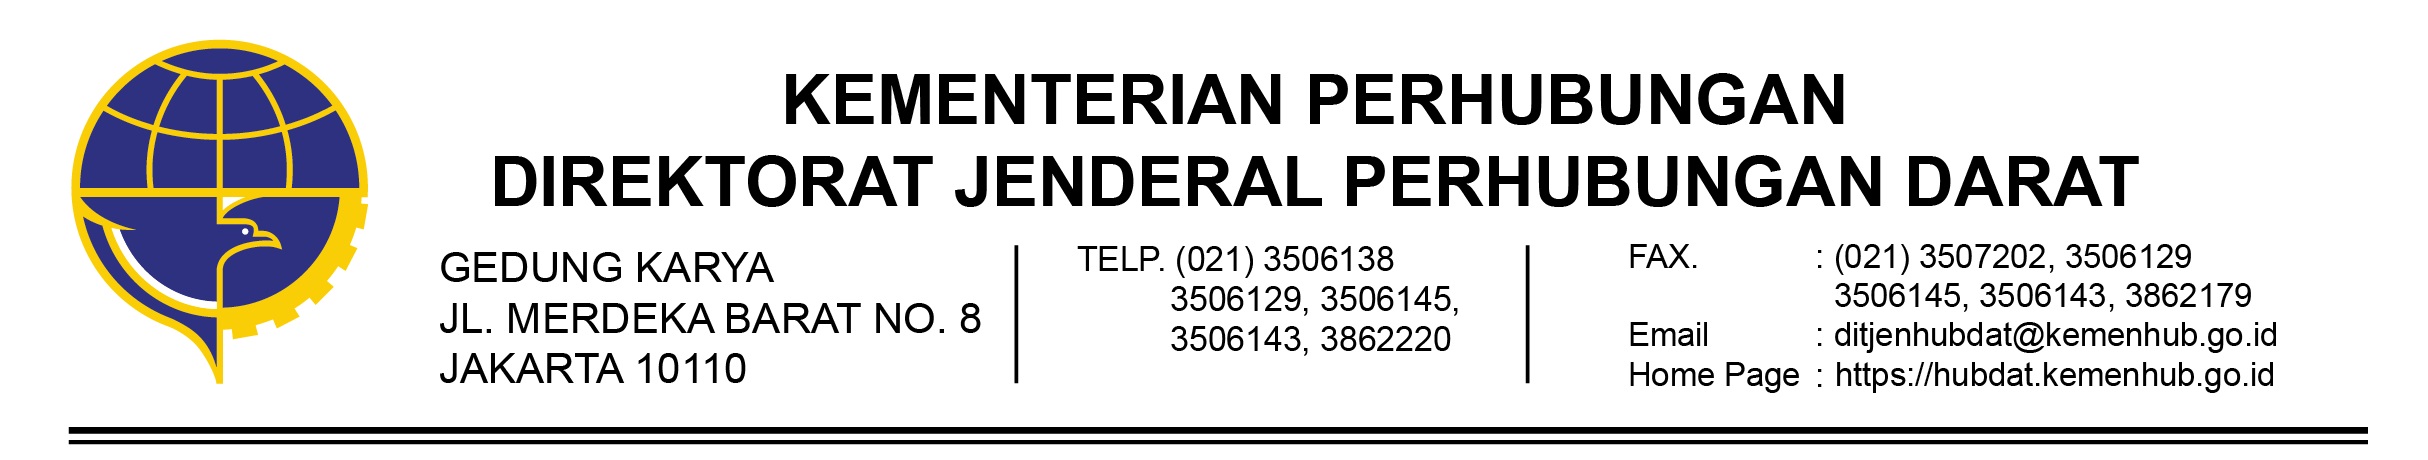 KEMENTERIAN PERHUBUNGAN
DIREKTORAT JENDERAL PERHUBUNGAN DARAT
GEDUNG KARYA
JL. MERDEKA BARAT NO. 8
JAKARTA 10110
TELP. (021) 3506138
3506129, 3506145,
3506143, 3862220
FAX. : (021) 3507202, 3506129
3506145, 3506143, 3862179
Email : ditjenhubdat@kemenhub.go.id
Home Page : https://hubdat.kemenhub.go.id